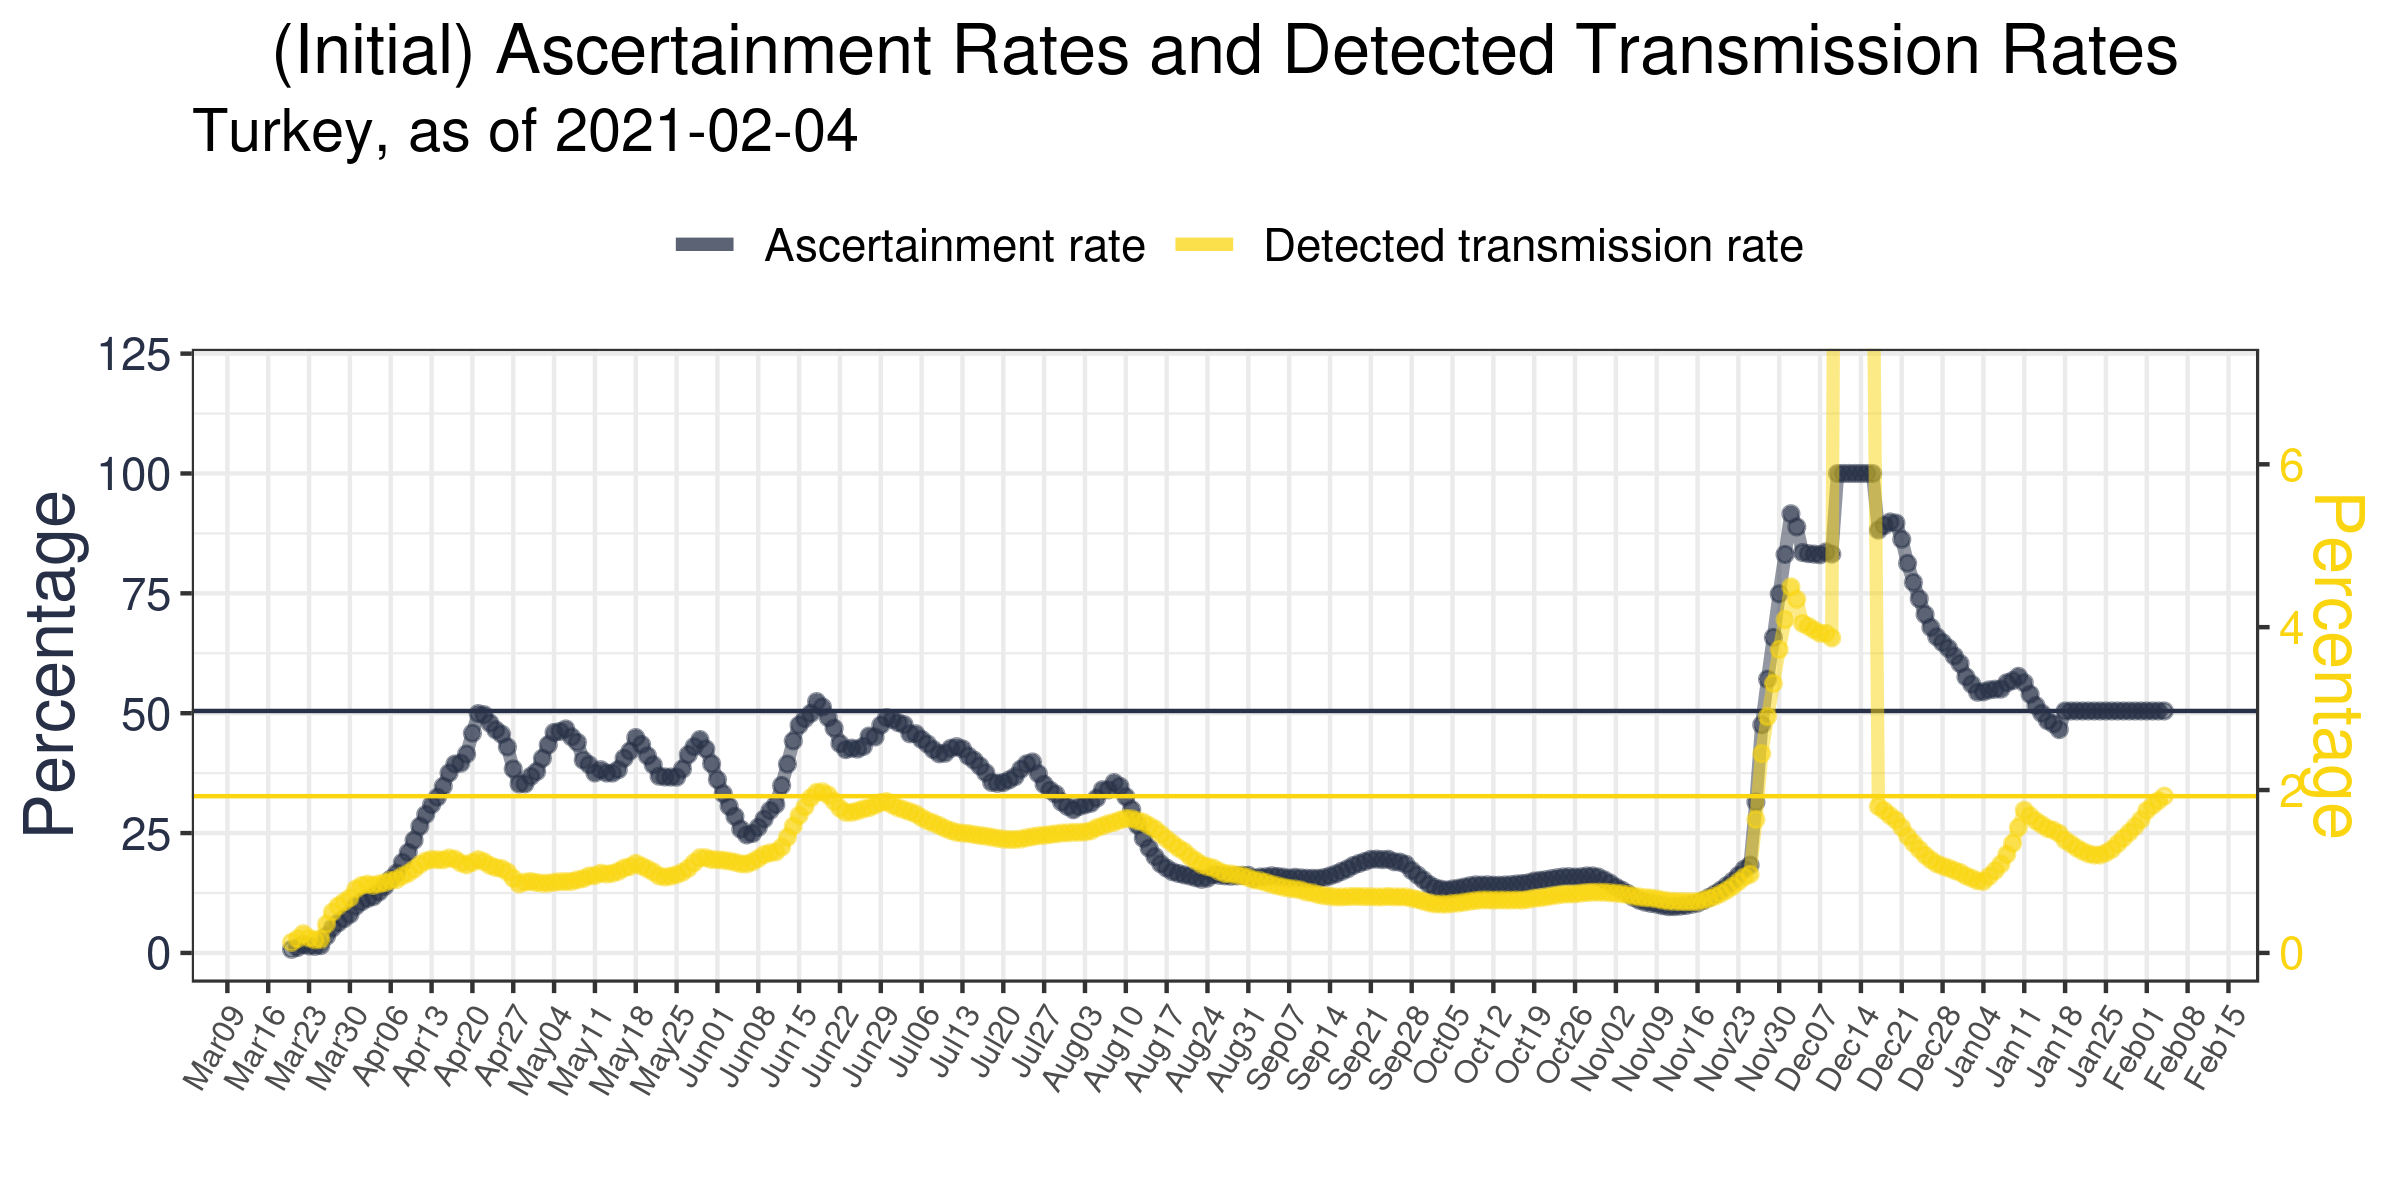 (Initial) Ascertainment Rates and Detected Transmission Rates
Turkey, as of 2021-02-04
Ascertainment rate
Detected transmission rate
Percentage
125
100
75
50
25
0
6
4
2
0
Percentage
Mar09
Mar16
Mar23
Mar30
Apr06
Apr13
Apr20
Apr27
May04
May11
May18
May25
Jun01
Jun08
Jun15
Jun22
Jun29
Jul06
Jul13
Jul20
Jul27
Aug03
Aug10
Aug17
Aug24
Aug31
Sep07
Sep14
Sep21
Sep28
Oct05
Oct12
Oct19
Oct26
Nov02
Nov09
Nov16
Nov23
Nov30
Dec07
Dec14
Dec21
Dec28
Jan04
Jan11
Jan18
Jan25
Feb01
Feb08
Feb15